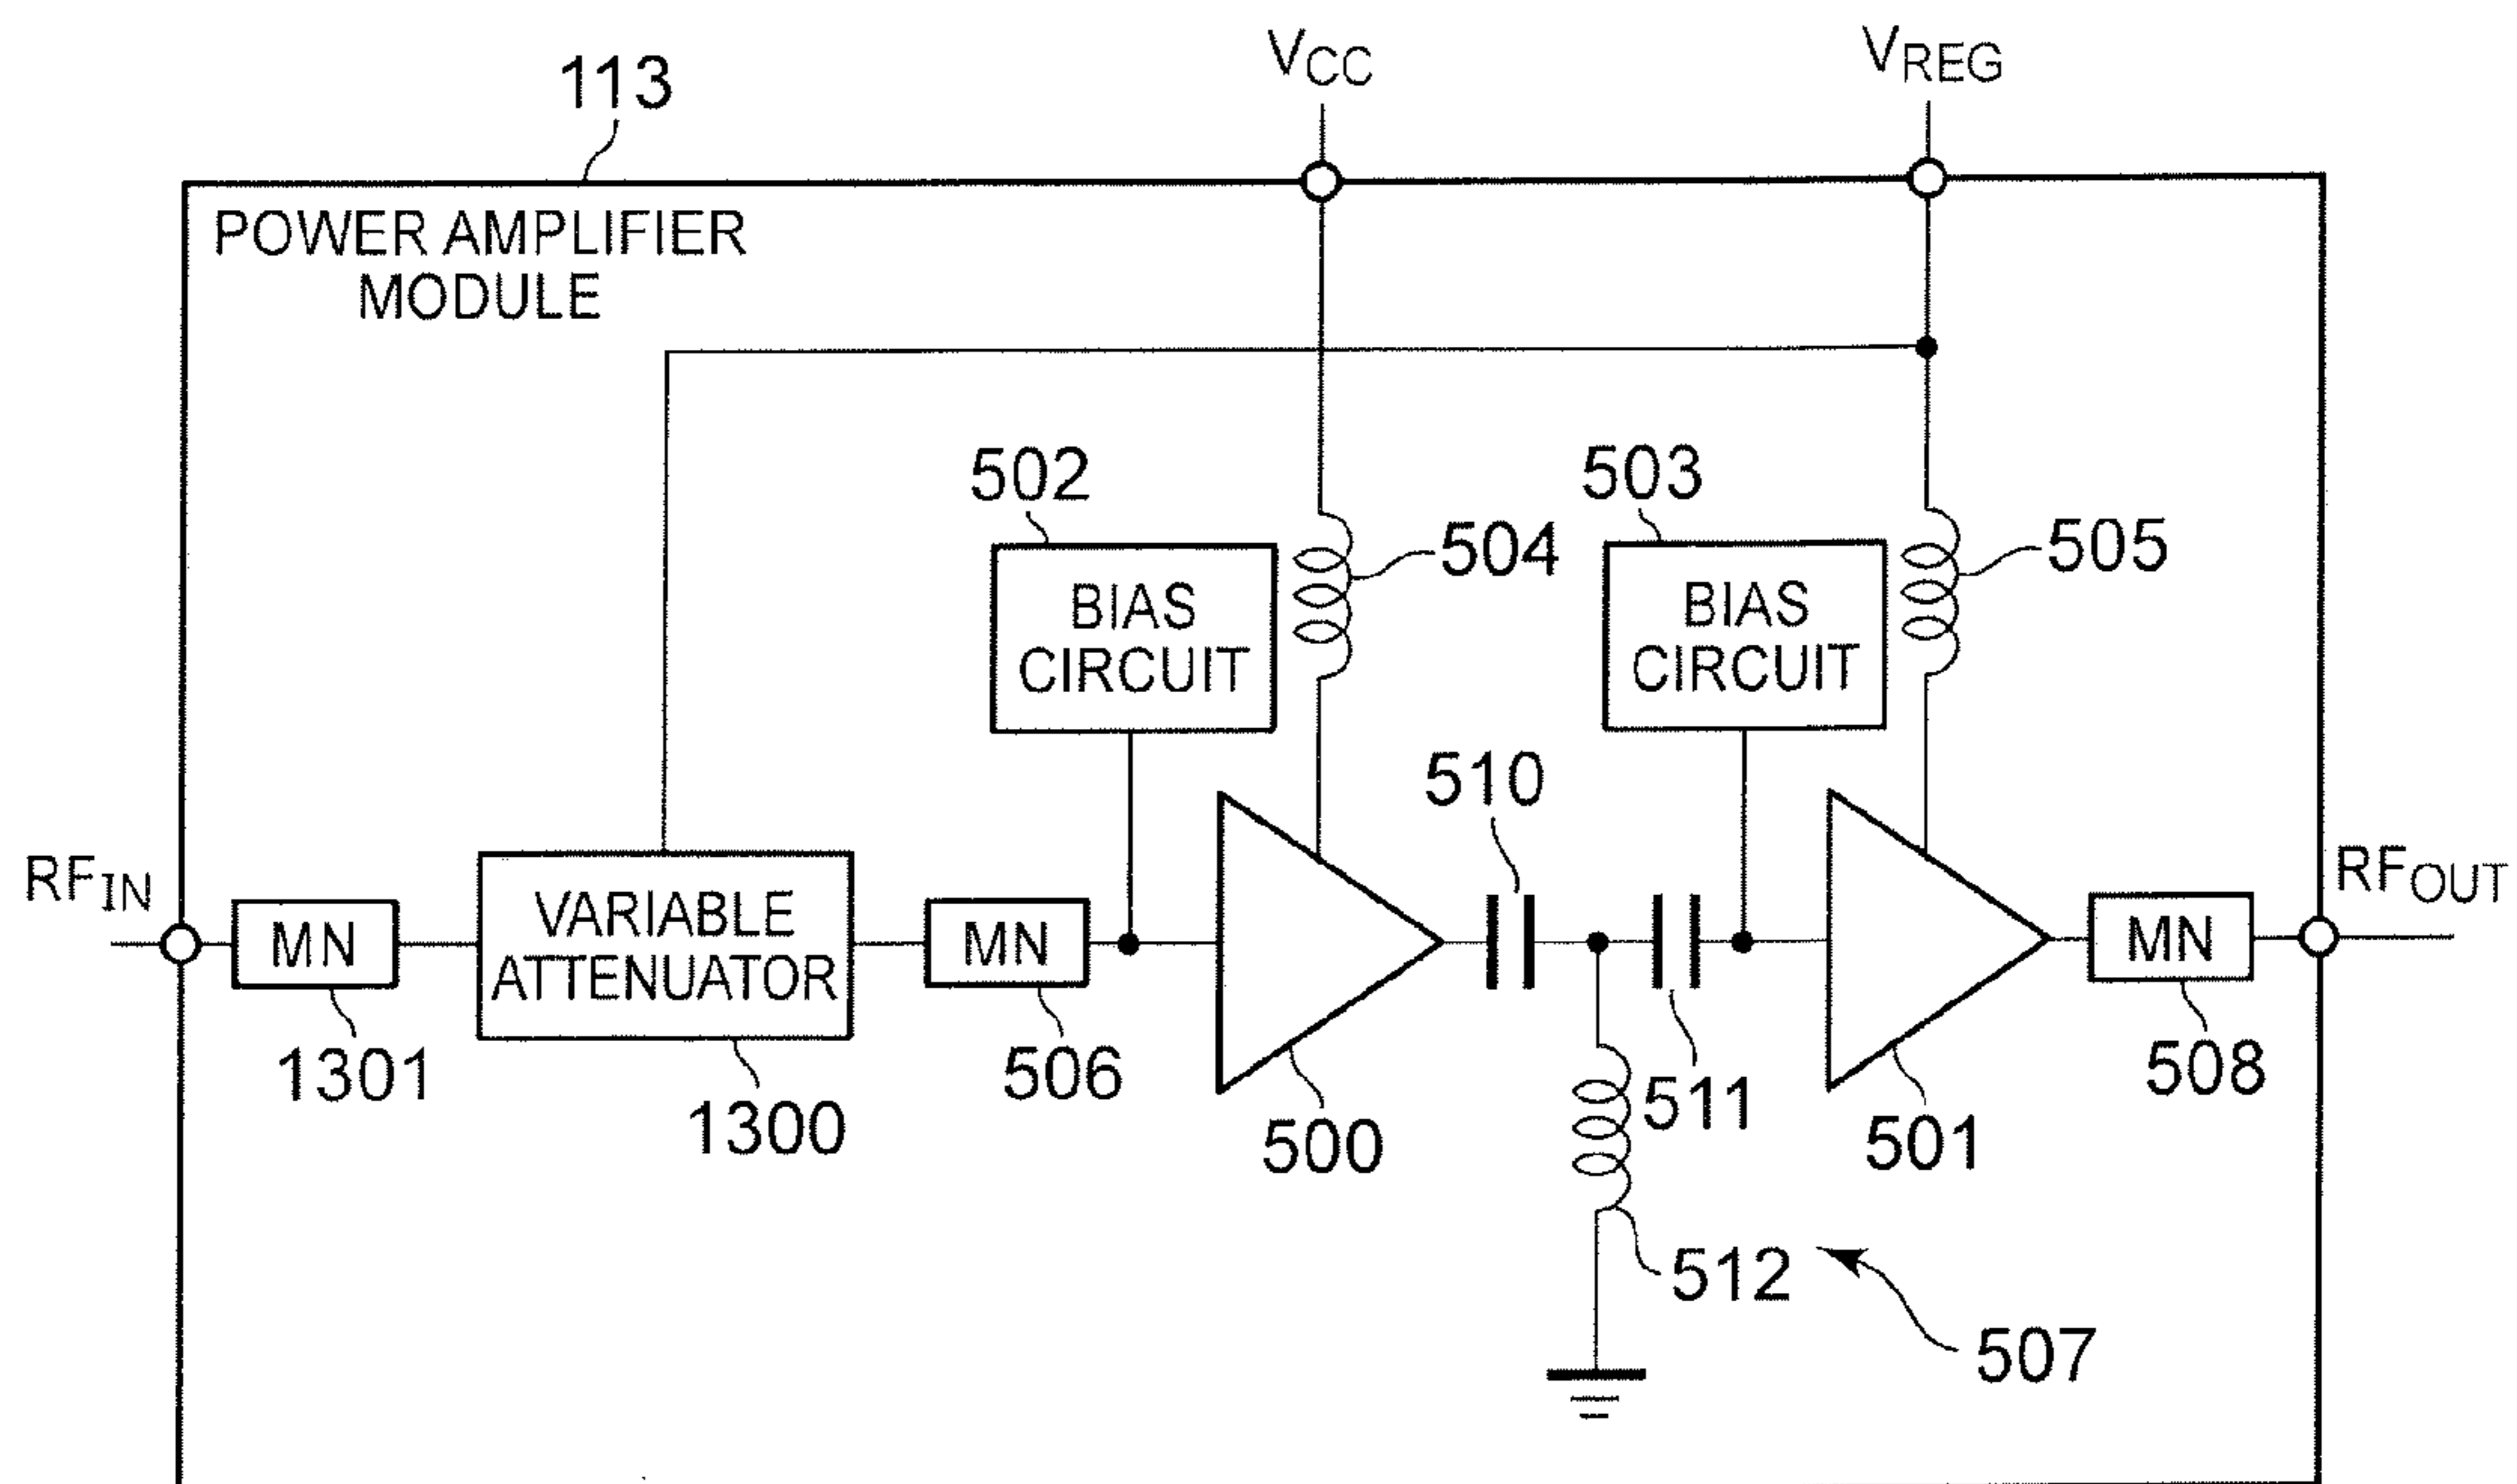 113
VCC
VREG
POWER AMPLIFIER
MODULE
502
503
504
505
BIAS
CIRCUIT
BIAS
CIRCUIT
510
RFIN
MN
VARIABLE
ATTENUATOR
MN
MN
RFOUT
1301
1300
506
500
511
501
508
512
507